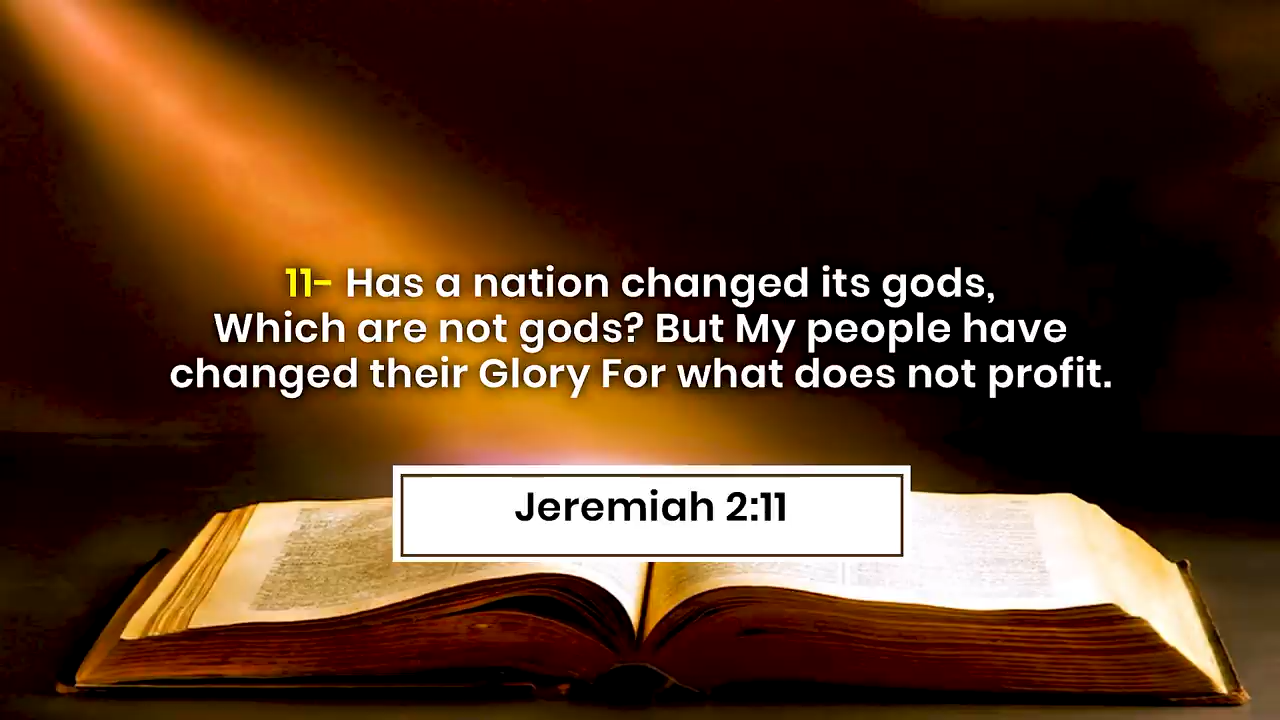 11- Has a nation changed its gods,
Which are not gods? But My people have
changed their Glory For what does not profit.
Jeremiah 2:11